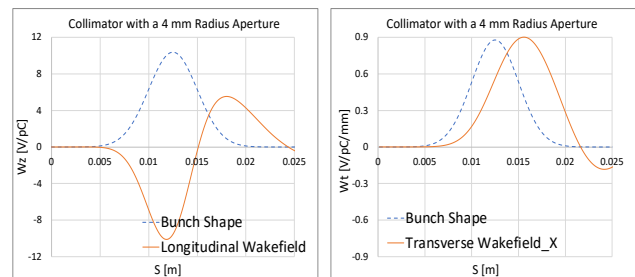 Collimator with a 4 mm Radius Aperture
12
8
4
0
-4
-8
-12
0
0.005
0.01
0.015
0.02
0.025
Wz [V/pC]
S [m]
Bunch Shape
Longitudinal Wakefield
Collimator with a 4 mm Radius Aperture
0.9
0.6
0.3
0
-0.3
-0.6
-0.9
0
0.005
0.01
0.015
0.02
0.025
Wt [V/pC/mm]
S [m]
Bunch Shape
Transverse Wakefield_X